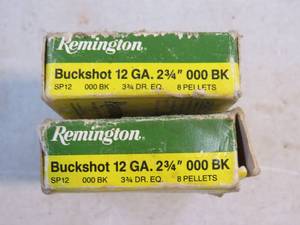 Remington
Buckshot 12 GA. 2¾" 000 BK
SP12 000 BK 3¾ DR. EQ. 8 PELLETS
Remington
Buckshot 12 GA. 2¾" 000 BK
SP12 000 BK 3¾ DR. EQ. 8 PELLETS